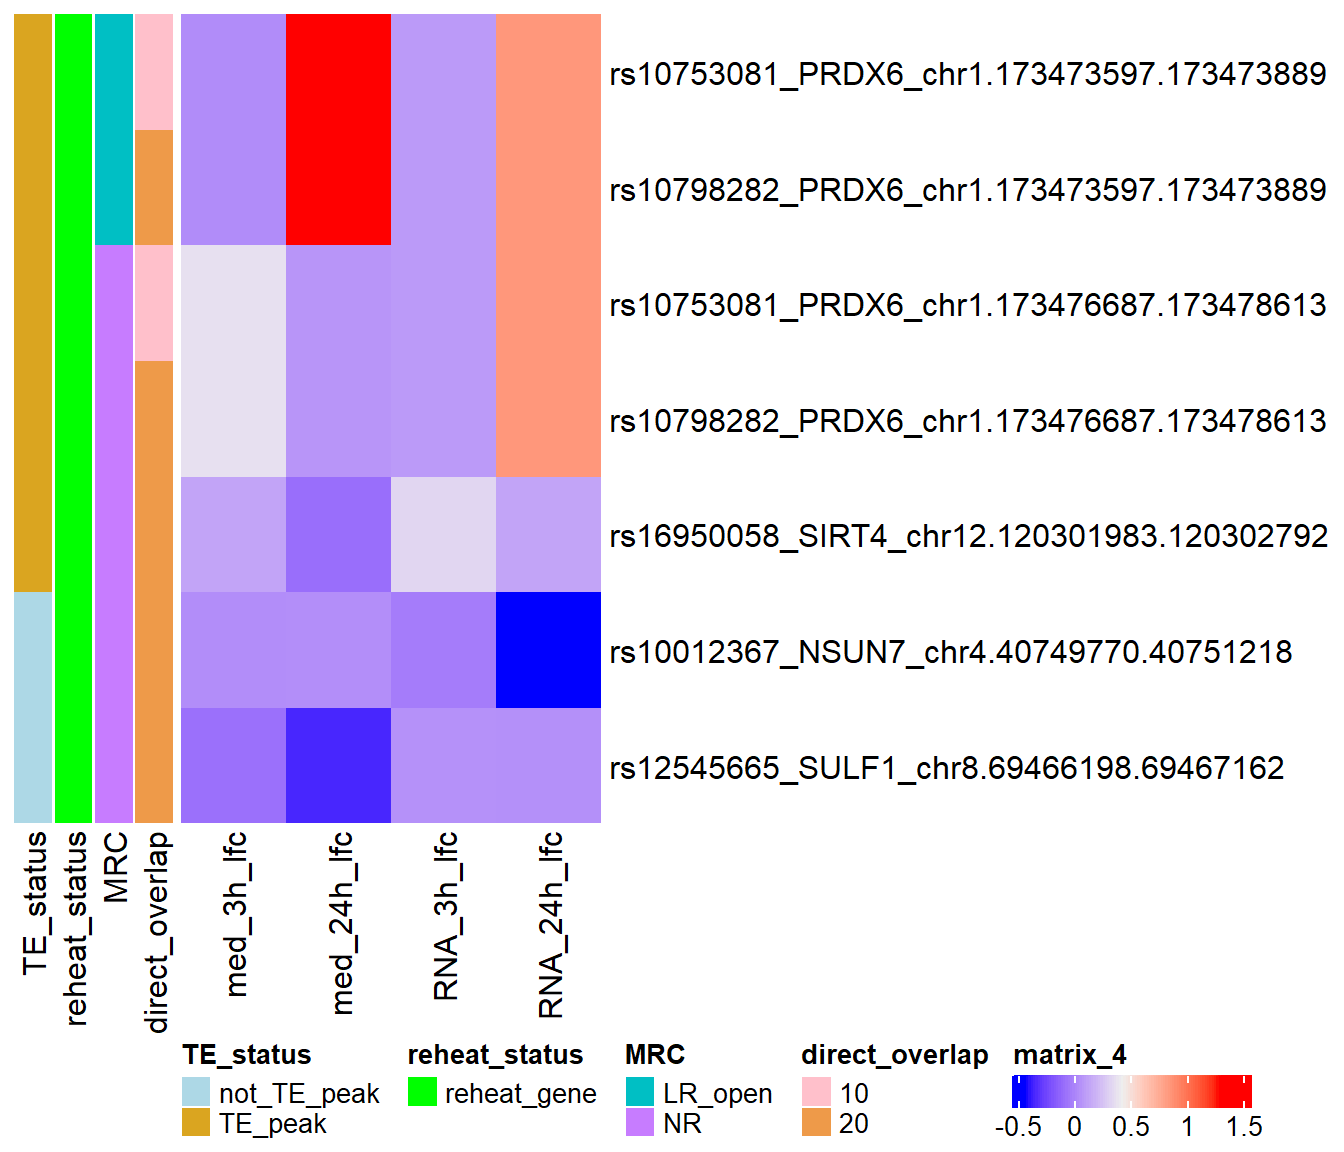 rs10753081_PRDX6_chr1.173473597.173473889
rs10798282_PRDX6_chr1.173473597.173473889
rs10753081_PRDX6_chr1.173476687.173478613
rs10798282_PRDX6_chr1.173476687.173478613
rs16950058_SIRT4_chr12.120301983.120302792
rs10012367_NSUN7_chr4.40749770.40751218
rs12545665_SULF1_chr8.69466198.69467162
TE_status
reheat_status
MRC
direct_overlap
med_3h_lfc
med_24h_lfc
RNA_3h_lfc
RNA_24h_lfc
TE_status
not_TE_peak
TE_peak
reheat_status
reheat_gene
MRC
LR_open
NR
direct_overlap
10
20
matrix_4
-0.5 0 0.5 1 1.5